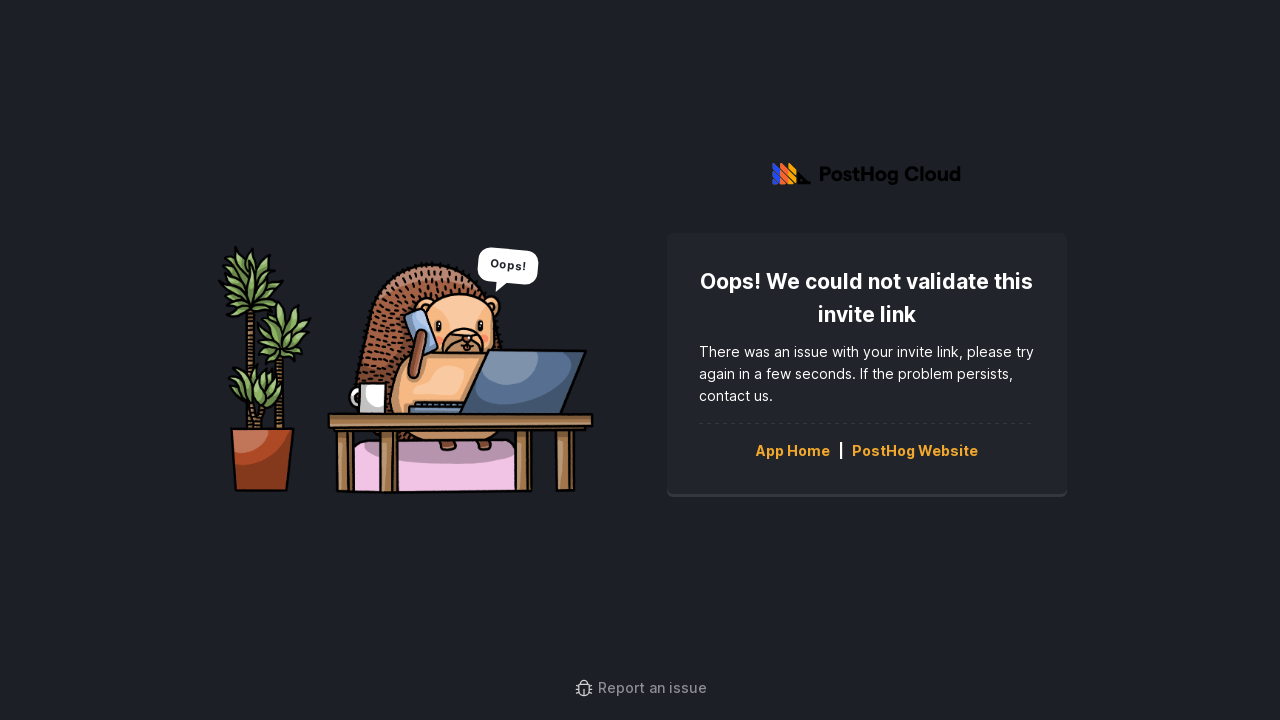 PostHog Cloud
Oops!
Oops! We could not validate this
invite link
There was an issue with your invite link, please try
again in a few seconds. If the problem persists,
contact us.
App Home | PostHog Website
Report an issue